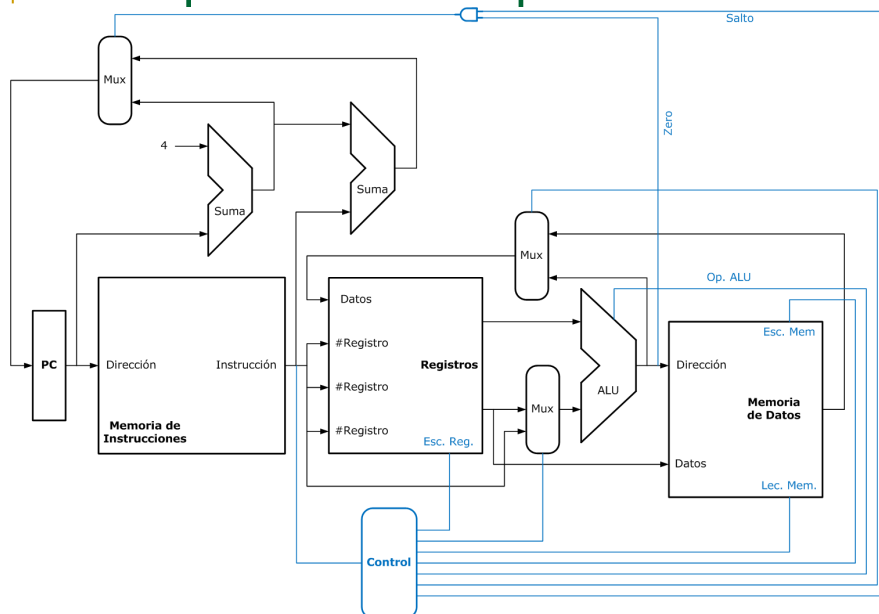 Salto
Mux
Zero
4
Suma
Suma
Mux
Op. ALU
Datos
Esc. Mem
PC
Dirección
Instrucción
#Registro
Registros
Dirección
#Registro
ALU
Memoria de
Instrucciones
Mux
Memoria
de Datos
#Registro
Esc. Reg.
Datos
Lec. Mem.
Control